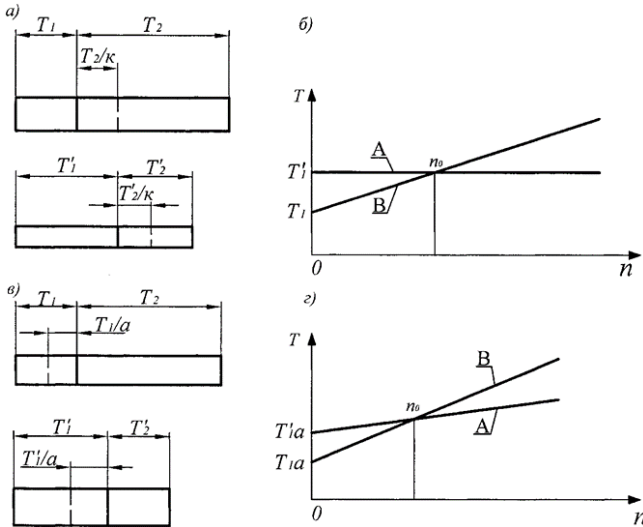 а)
T₁ T₂
T₂/к
T'₁ T'₂
T'₂/к
б)
T
A
n₀
T'₁
B
T₁
0 n
в)
T₁ T₂
T₁/a
T'₁ T'₂
T'₁/a
г)
T
B
n₀
T'₁a
A
T₁a
0 n